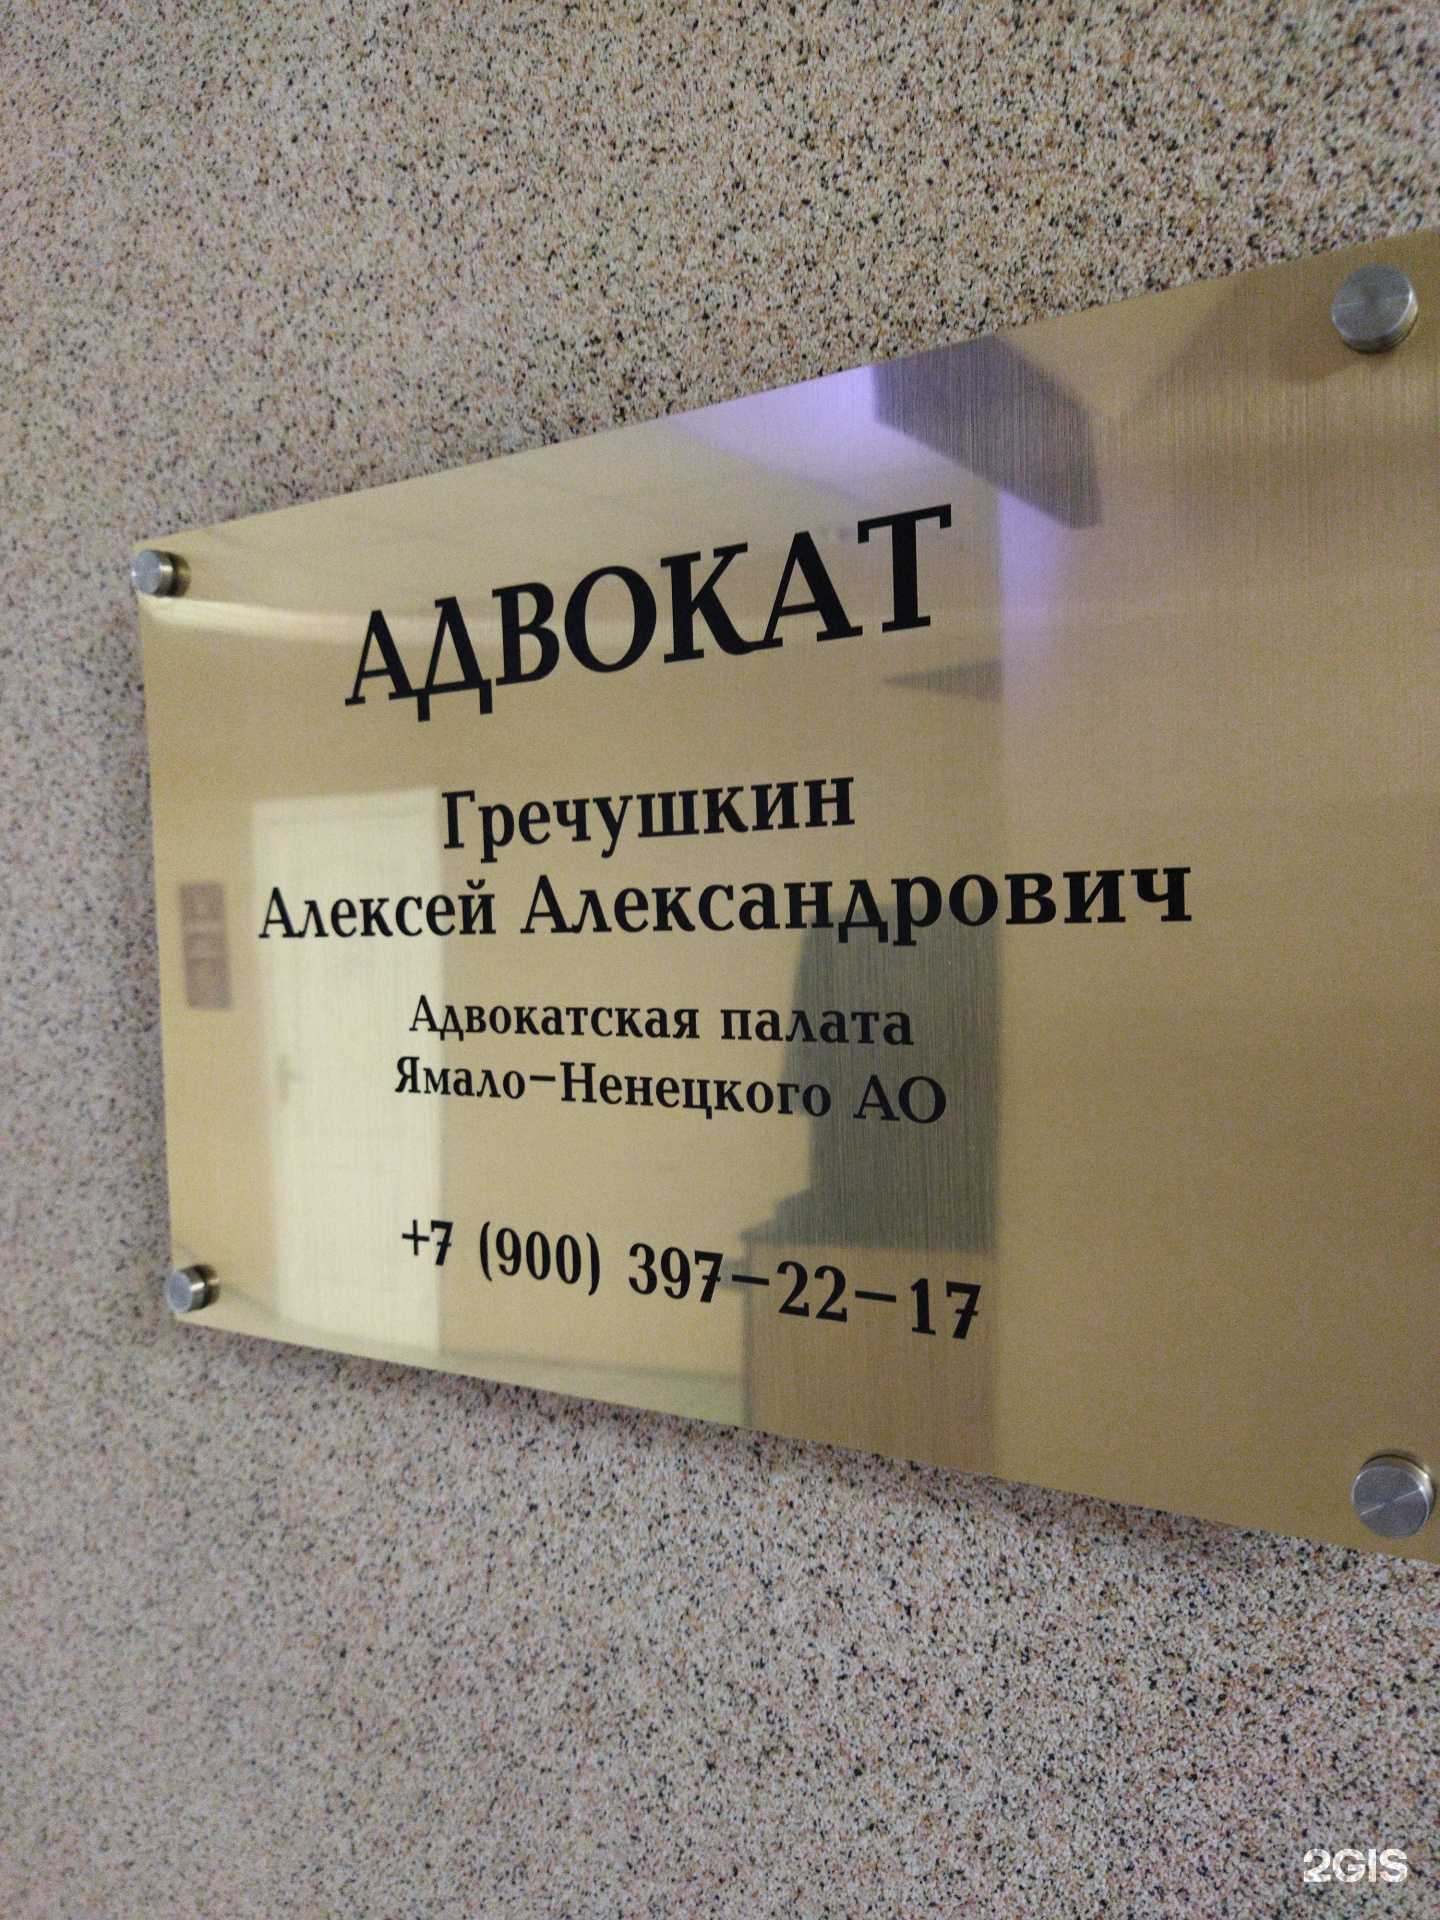 АДВОКАТ
Гречушкин
Алексей Александрович
Адвокатская палата
Ямало-Ненецкого АО
+7 (900) 397-22-17
2GIS